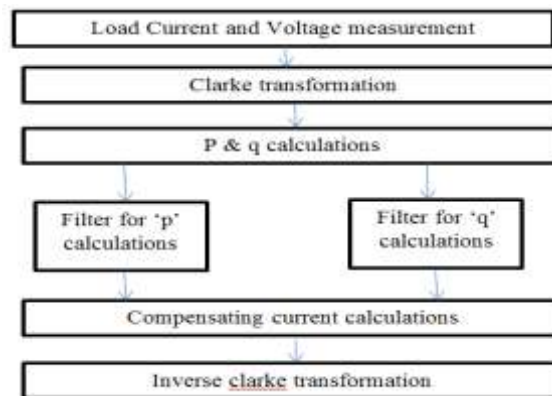 Load Current and Voltage measurement
Clarke transformation
P & q calculations
Filter for ‘p’
calculations
Filter for ‘q’
calculations
Compensating current calculations
Inverse clarke transformation